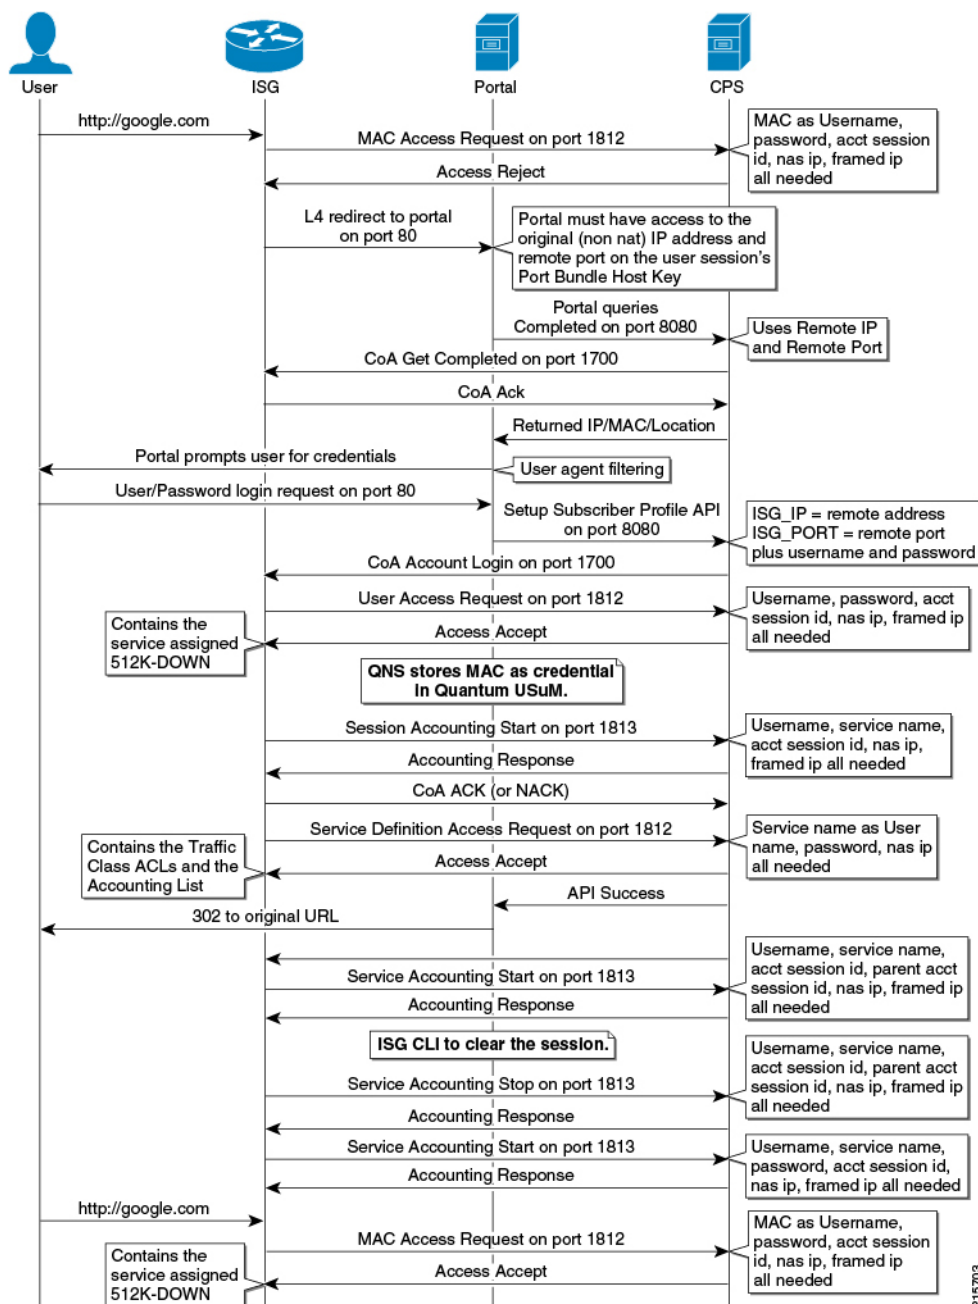 User
ISG
Portal
CPS
http://google.com
MAC Access Request on port 1812
MAC as Username,
password, acct session
id, nas ip, framed ip
all needed
Access Reject
L4 redirect to portal
on port 80
Portal must have access to the
original (non nat) IP address and
remote port on the user session's
Port Bundle Host Key
Portal queries
Completed on port 8080
Uses Remote IP
and Remote Port
CoA Get Completed on port 1700
CoA Ack
Returned IP/MAC/Location
Portal prompts user for credentials
User agent filtering
User/Password login request on port 80
Setup Subscriber Profile API
on port 8080
ISG_IP = remote address
ISG_PORT = remote port
plus username and password
CoA Account Login on port 1700
User Access Request on port 1812
Username, password, acct
session id, nas ip, framed ip
all needed
Contains the
service assigned
512K-DOWN
Access Accept
QNS stores MAC as credential
in Quantum USuM.
Session Accounting Start on port 1813
Username, service name,
acct session id, nas ip,
framed ip all needed
Accounting Response
CoA ACK (or NACK)
Service Definition Access Request on port 1812
Service name as User
name, password, nas ip
all needed
Contains the Traffic
Class ACLs and the
Accounting List
Access Accept
API Success
302 to original URL
Username, service name,
acct session id, parent acct
session id, nas ip, framed ip
all needed
Service Accounting Start on port 1813
Accounting Response
ISG CLI to clear the session.
Username, service name,
acct session id, parent acct
session id, nas ip, framed ip
all needed
Service Accounting Stop on port 1813
Accounting Response
Service Accounting Start on port 1813
Username, service name,
password, acct session id,
nas ip, framed ip all needed
Accounting Response
http://google.com
MAC Access Request on port 1812
MAC as Username,
password, acct session
id, nas ip, framed ip
all needed
Contains the
service assigned
512K-DOWN
Access Accept